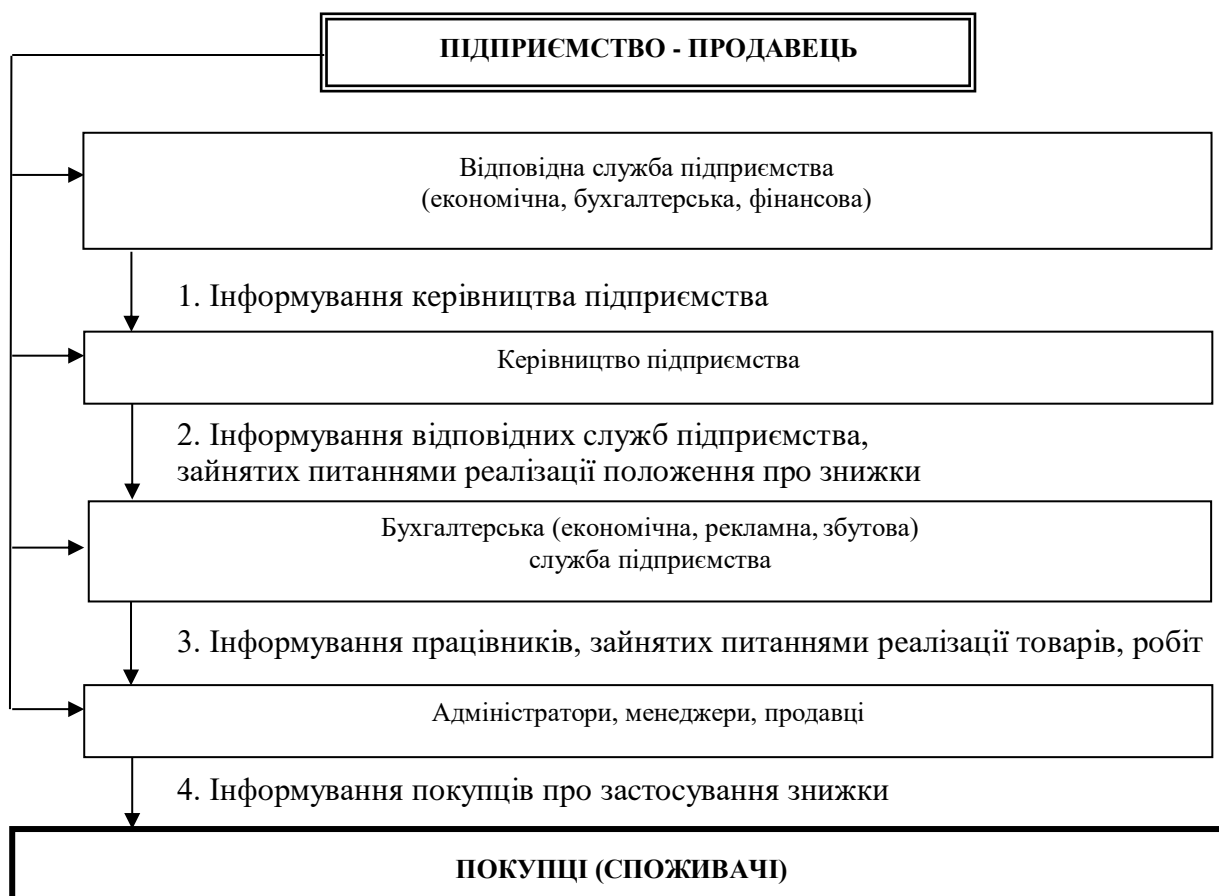 ПІДПРИЄМСТВО - ПРОДАВЕЦЬ
Відповідна служба підприємства
(економічна, бухгалтерська, фінансова)
1. Інформування керівництва підприємства
Керівництво підприємства
2. Інформування відповідних служб підприємства,
зайнятих питаннями реалізації положення про знижки
Бухгалтерська (економічна, рекламна, збутова)
служба підприємства
3. Інформування працівників, зайнятих питаннями реалізації товарів, робіт
Адміністратори, менеджери, продавці
4. Інформування покупців про застосування знижки
ПОКУПЦІ (СПОЖИВАЧІ)